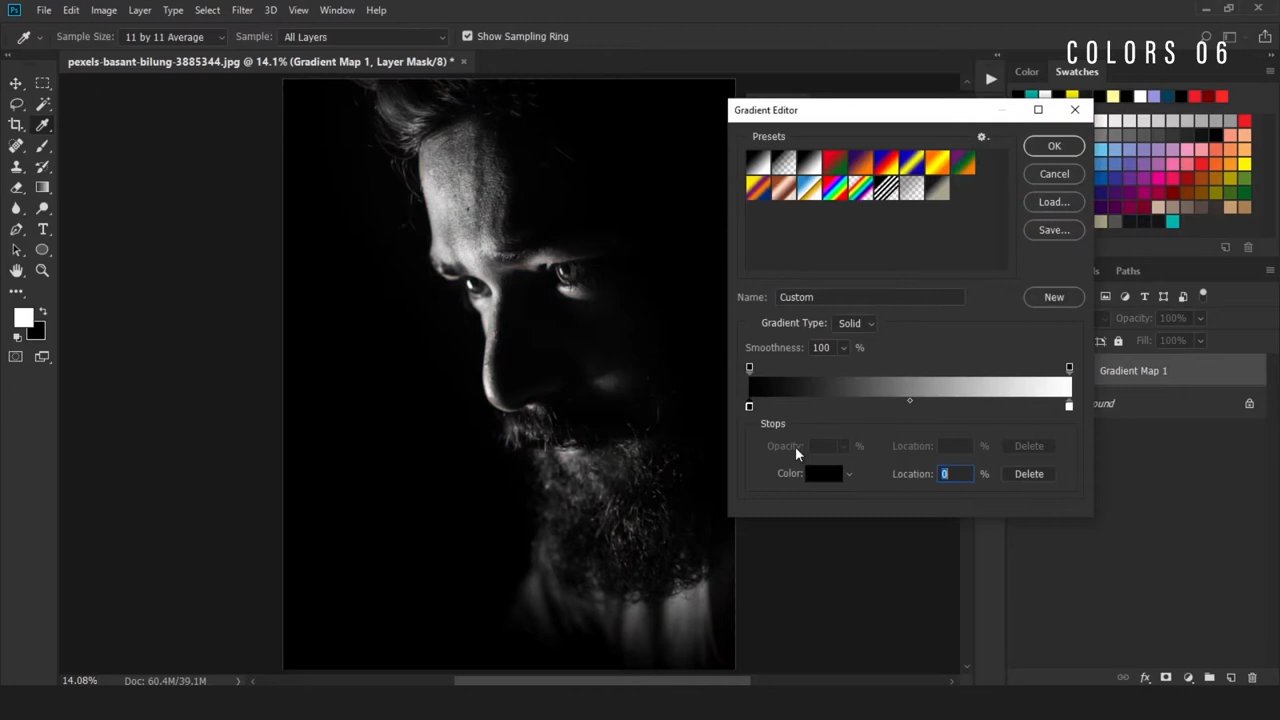 Ps File Edit Image Layer Type Select Filter 3D View Window Help
Sample Size: 11 by 11 Average Sample: All Layers Show Sampling Ring
COLORS 06
pexels-basant-bilung-3885344.jpg @ 14.1% (Gradient Map 1, Layer Mask/8) *
Color Swatches
Gradient Editor
Presets
OK
Cancel
Load...
Save...
Name: Custom New
Gradient Type: Solid
Smoothness: 100 %
Stops
Opacity: % Location: % Delete
Color: Location: 0 % Delete
ls Paths
Opacity: 100%
Fill: 100%
Gradient Map 1
ound
14.08% Doc: 60.4M/39.1M
fx